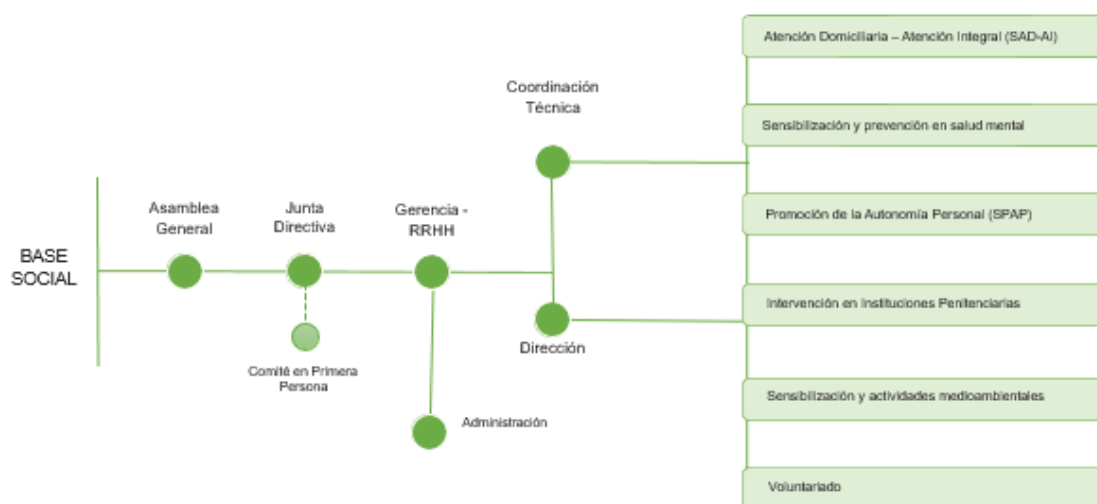 BASE
SOCIAL
Asamblea
General
Junta
Directiva
Comité en Primera
Persona
Gerencia -
RRHH
Administración
Coordinación
Técnica
Dirección
Atención Domiciliaria – Atención Integral (SAD-AI)
Sensibilización y prevención en salud mental
Promoción de la Autonomía Personal (SPAP)
Intervención en Instituciones Penitenciarias
Sensibilización y actividades medioambientales
Voluntariado